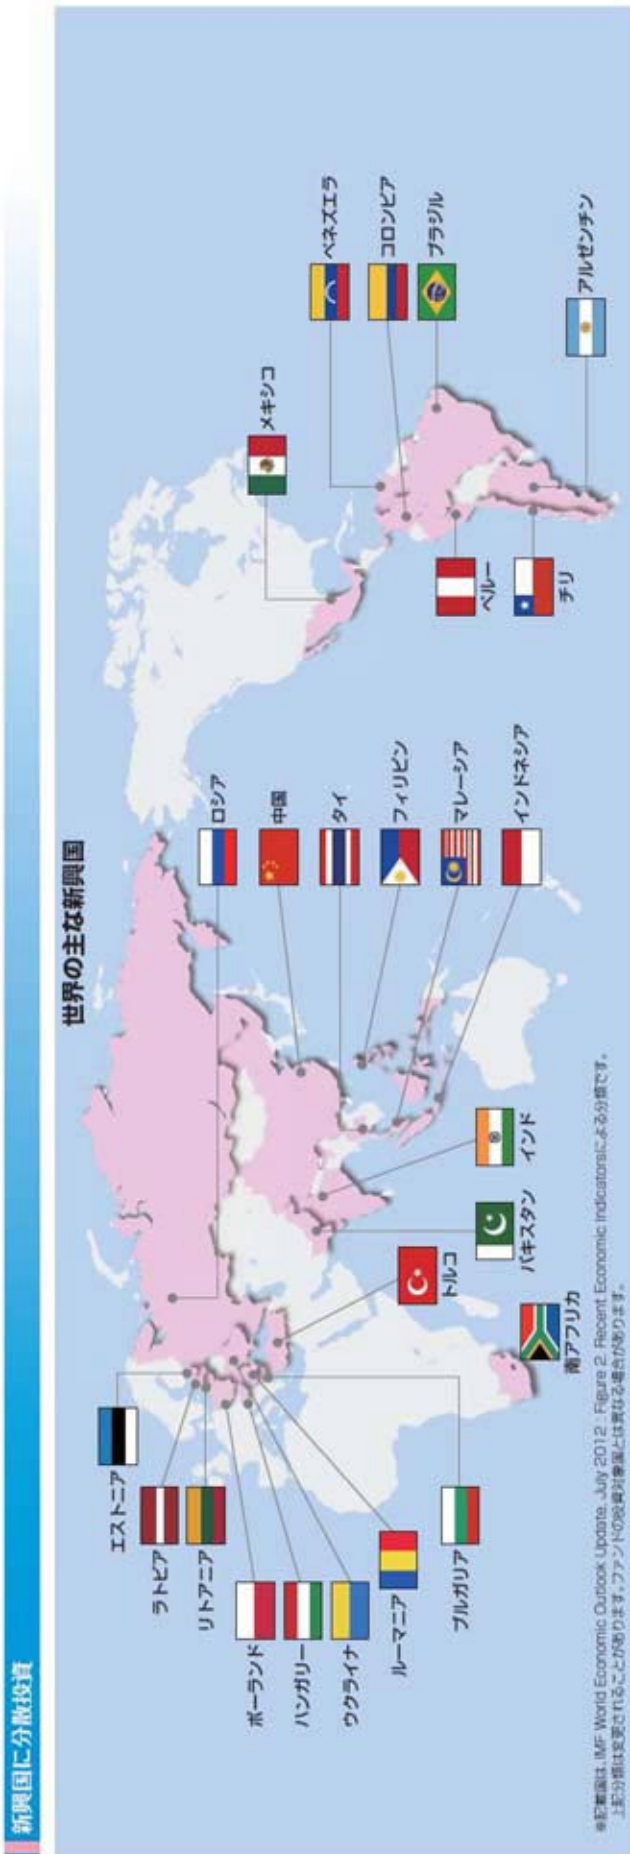 新興国に分散投資
世界の主な新興国
エストニア
ラトビア
リトアニア
ポーランド
ハンガリー
ウクライナ
ルーマニア
ブルガリア
トルコ
南アフリカ
パキスタン
インド
ロシア
中国
タイ
フィリピン
マレーシア
インドネシア
メキシコ
ベネズエラ
コロンビア
ブラジル
ペルー
チリ
アルゼンチン
※記載国は、IMF World Economic Outlook Update, July 2012 : Figure 2. Recent Economic Indicatorsによる分類です。
上記分類は変更されることがあります。ファンドの投資対象国とは異なる場合があります。